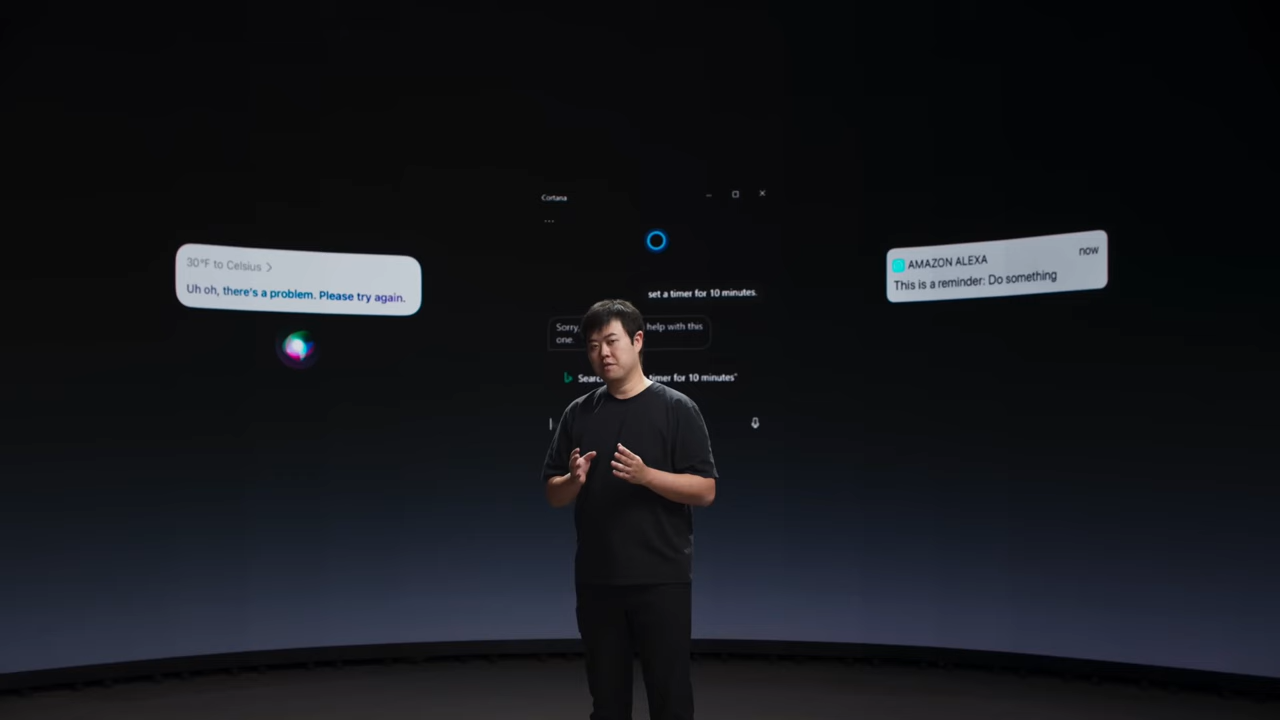 30°F to Celsius
Uh oh, there's a problem. Please try again.
Cortana
...
set a timer for 10 minutes.
Sorry, help with this
one.
Searc timer for 10 minutes"
AMAZON ALEXA now
This is a reminder: Do something